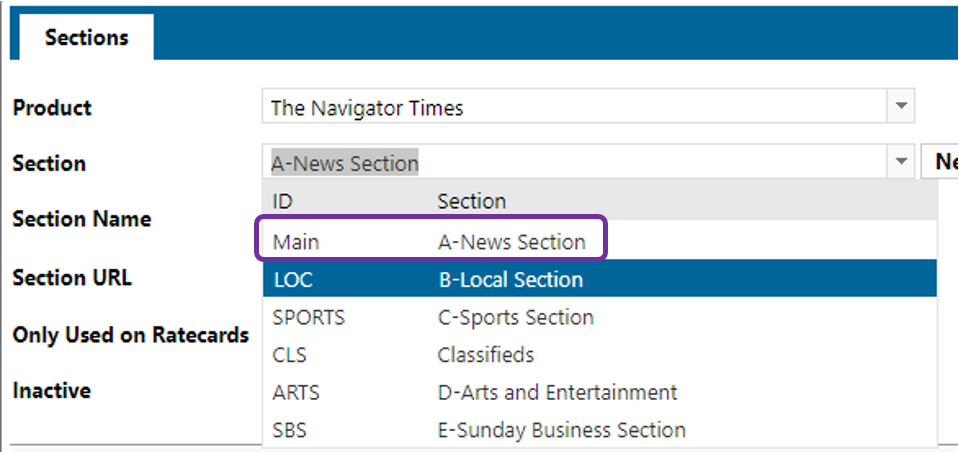 Sections
Product The Navigator Times
Section A-News Section Ne
ID Section
Section Name
Main A-News Section
Section URL LOC B-Local Section
SPORTS C-Sports Section
Only Used on Ratecards
CLS Classifieds
Inactive ARTS D-Arts and Entertainment
SBS E-Sunday Business Section